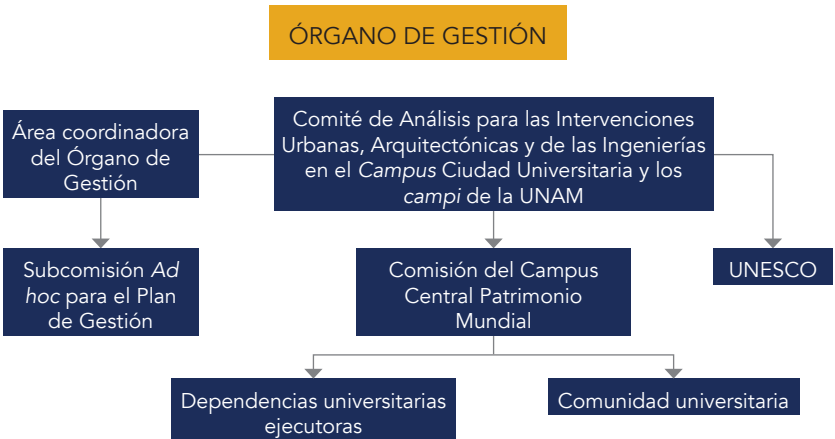 ÓRGANO DE GESTIÓN
Área coordinadora
del Órgano de
Gestión
Comité de Análisis para las Intervenciones
Urbanas, Arquitectónicas y de las Ingenierías
en el Campus Ciudad Universitaria y los
campi de la UNAM
Subcomisión Ad
hoc para el Plan
de Gestión
Comisión del Campus
Central Patrimonio
Mundial
UNESCO
Dependencias universitarias
ejecutoras
Comunidad universitaria